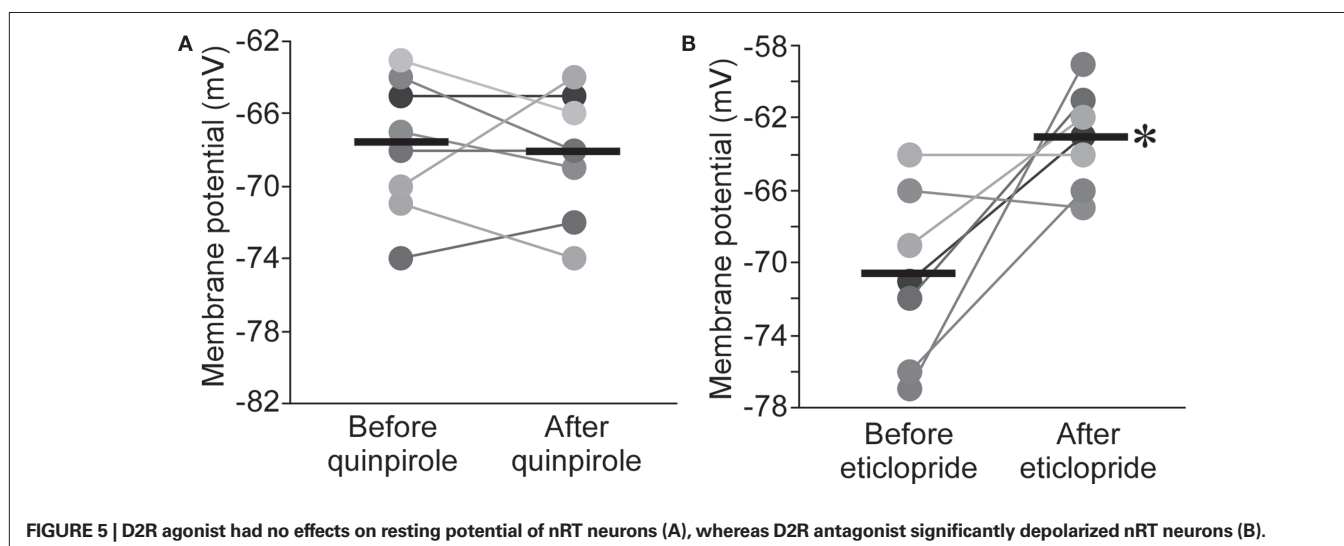 A
Membrane potential (mV)
-62
-66
-70
-74
-78
-82
Before
quinpirole
After
quinpirole
B
Membrane potential (mV)
-58
-62
-66
-70
-74
-78
*
Before
eticlopride
After
eticlopride
FIGURE 5 | D2R agonist had no effects on resting potential of nRT neurons (A), whereas D2R antagonist significantly depolarized nRT neurons (B).